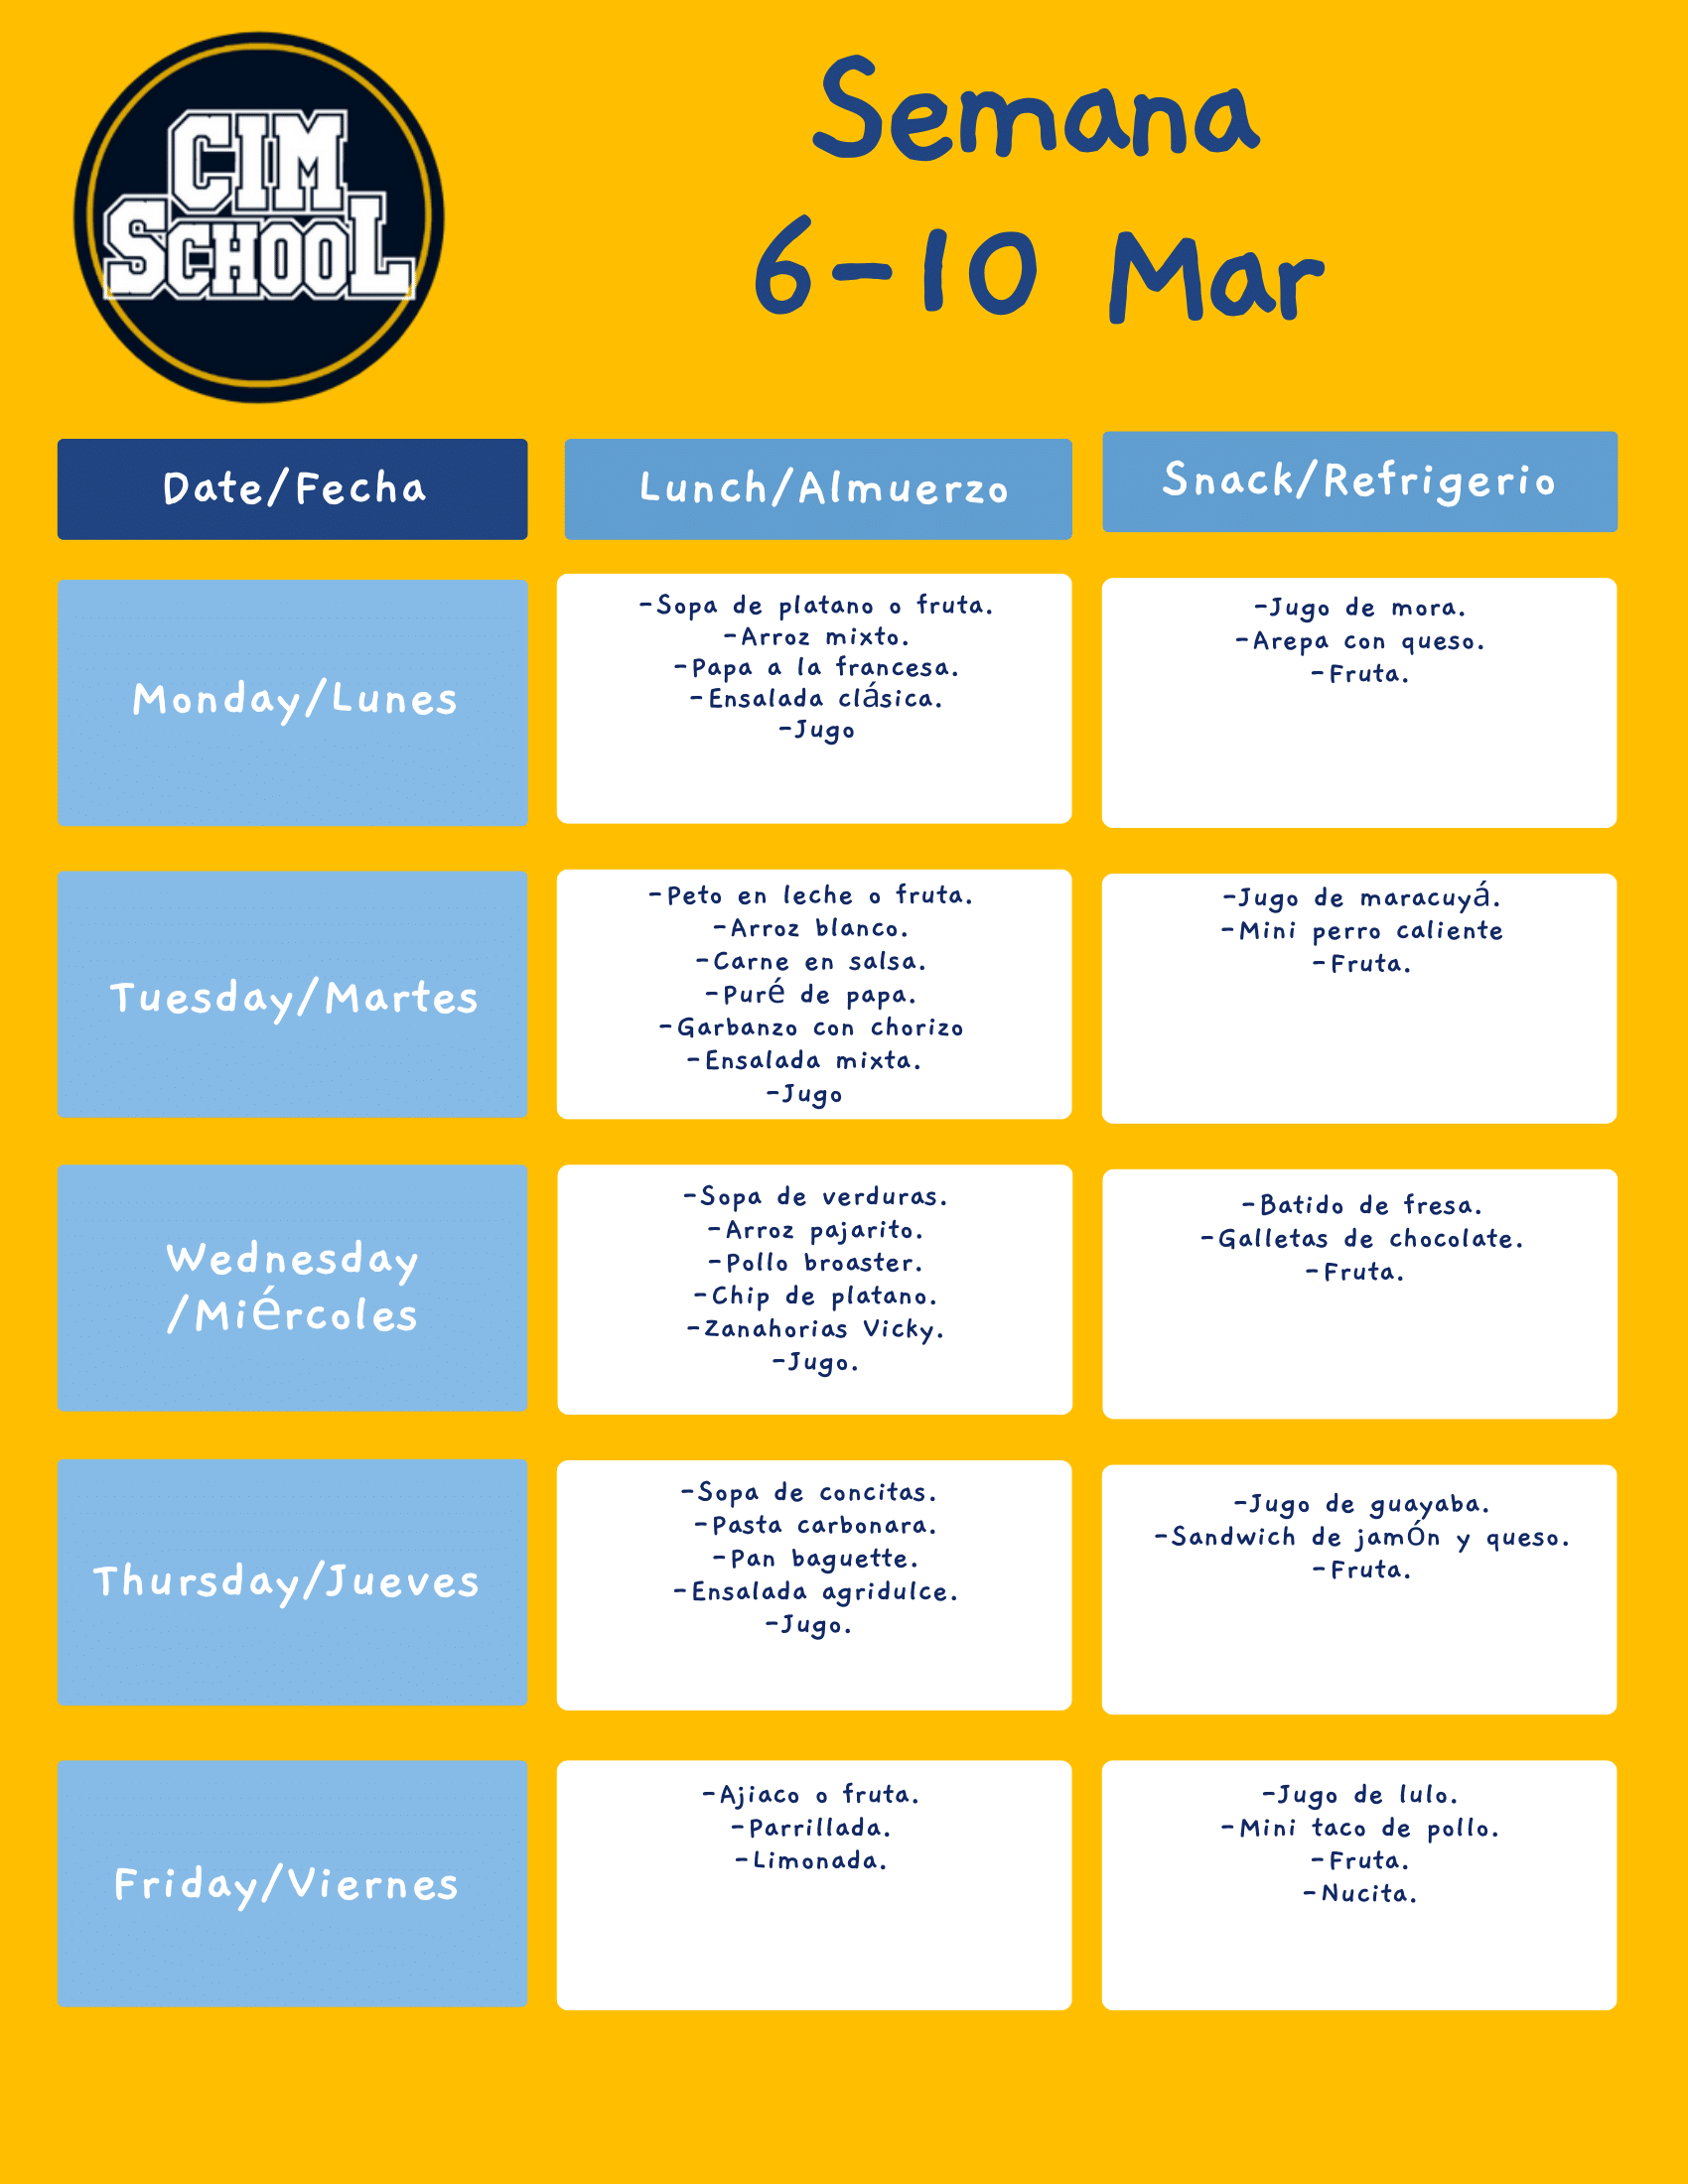 CIM
SCHOOL
Semana
6-10 Mar
Date/Fecha
Lunch/Almuerzo
Snack/Refrigerio
Monday/Lunes
-Sopa de platano o fruta.
-Arroz mixto.
-Papa a la francesa.
-Ensalada clásica.
-Jugo
-Jugo de mora.
-Arepa con queso.
-Fruta.
Tuesday/Martes
-Peto en leche o fruta.
-Arroz blanco.
-Carne en salsa.
-Puré de papa.
-Garbanzo con chorizo
-Ensalada mixta.
-Jugo
-Jugo de maracuyá.
-Mini perro caliente
-Fruta.
Wednesday
/Miércoles
-Sopa de verduras.
-Arroz pajarito.
-Pollo broaster.
-Chip de platano.
-Zanahorias Vicky.
-Jugo.
-Batido de fresa.
-Galletas de chocolate.
-Fruta.
Thursday/Jueves
-Sopa de concitas.
-Pasta carbonara.
-Pan baguette.
-Ensalada agridulce.
-Jugo.
-Jugo de guayaba.
-Sandwich de jamÓn y queso.
-Fruta.
Friday/Viernes
-Ajiaco o fruta.
-Parrillada.
-Limonada.
-Jugo de lulo.
-Mini taco de pollo.
-Fruta.
-Nucita.